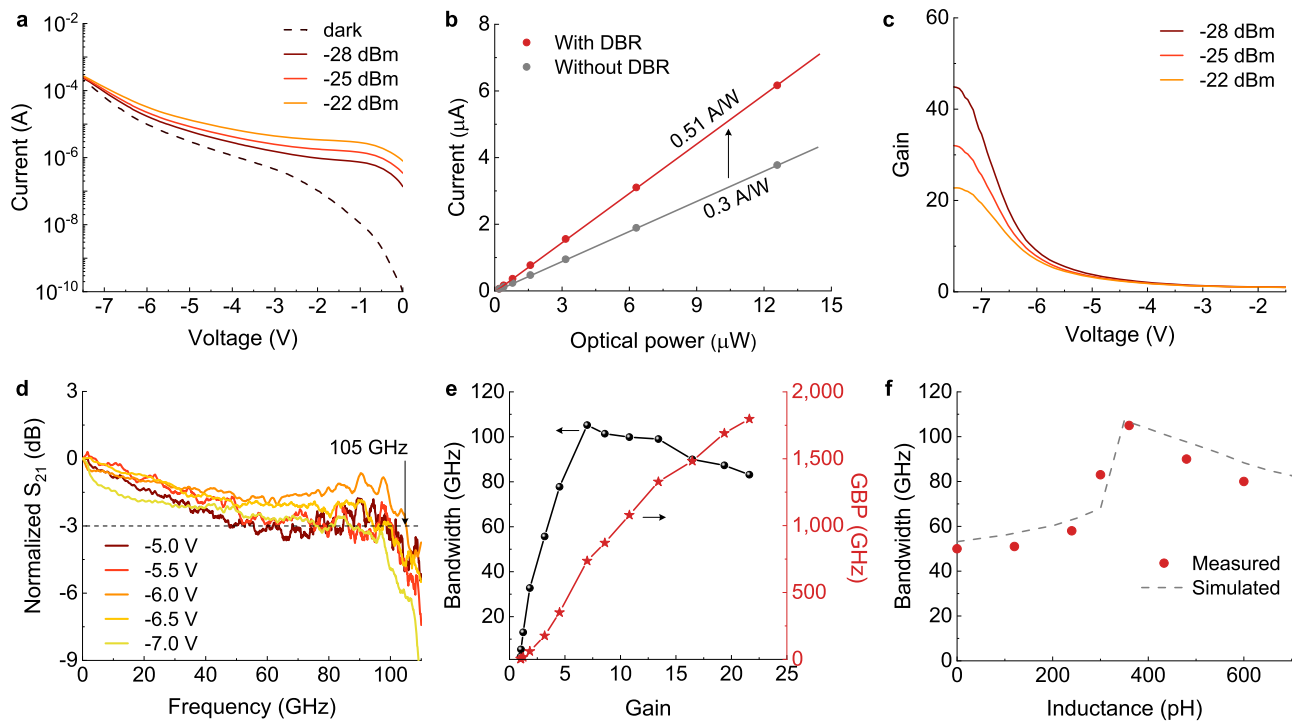 a
10-2
10-4
10-6
10-8
10-10
Current (A)
-7
-6
-5
-4
-3
-2
-1
0
Voltage (V)
dark
-28 dBm
-25 dBm
-22 dBm
b
8
6
4
2
0
Current (μA)
0
3
6
9
12
15
Optical power (μW)
With DBR
Without DBR
0.51 A/W
0.3 A/W
c
60
40
20
0
Gain
-7
-6
-5
-4
-3
-2
Voltage (V)
-28 dBm
-25 dBm
-22 dBm
d
3
0
-3
-6
-9
Normalized S21 (dB)
0
20
40
60
80
100
Frequency (GHz)
105 GHz
-5.0 V
-5.5 V
-6.0 V
-6.5 V
-7.0 V
e
120
100
80
60
40
20
0
Bandwidth (GHz)
0
5
10
15
20
25
Gain
2,000
1,500
1,000
500
0
GBP (GHz)
f
120
100
80
60
40
20
0
Bandwidth (GHz)
0
200
400
600
Inductance (pH)
Measured
Simulated